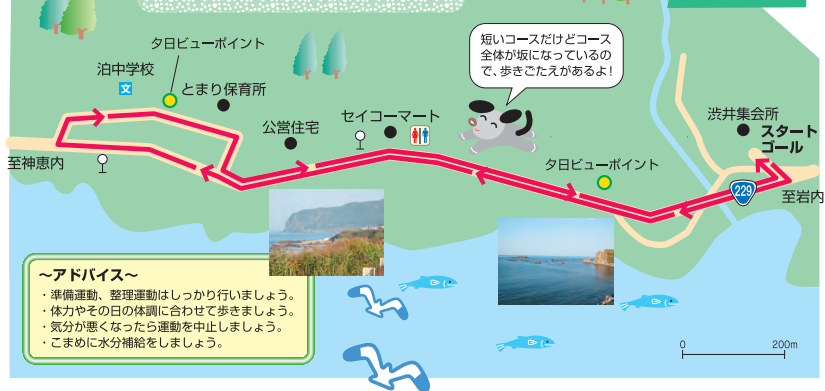 夕日ビューポイント
泊中学校
文
とまり保育所
公営住宅
セイコーマート
短いコースだけどコース
全体が坂になっているの
で、歩きごたえがあるよ！
渋井集会所
スタート
ゴール
夕日ビューポイント
229
至神恵内
至岩内
～アドバイス～
・準備運動、整理運動はしっかり行いましょう。
・体力やその日の体調に合わせて歩きましょう。
・気分が悪くなったら運動を中止しましょう。
・こまめに水分補給をしましょう。
0 200m